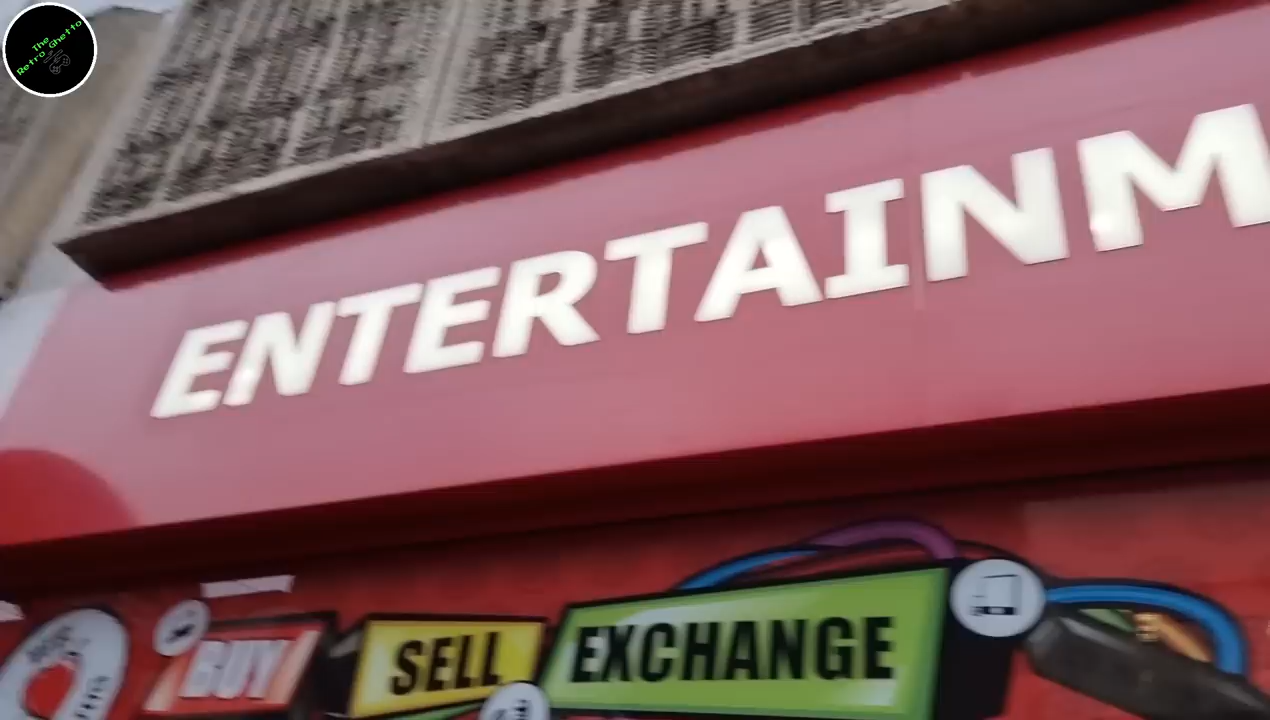 The
Retro Ghetto
ENTERTAINM
BUY
SELL
EXCHANGE